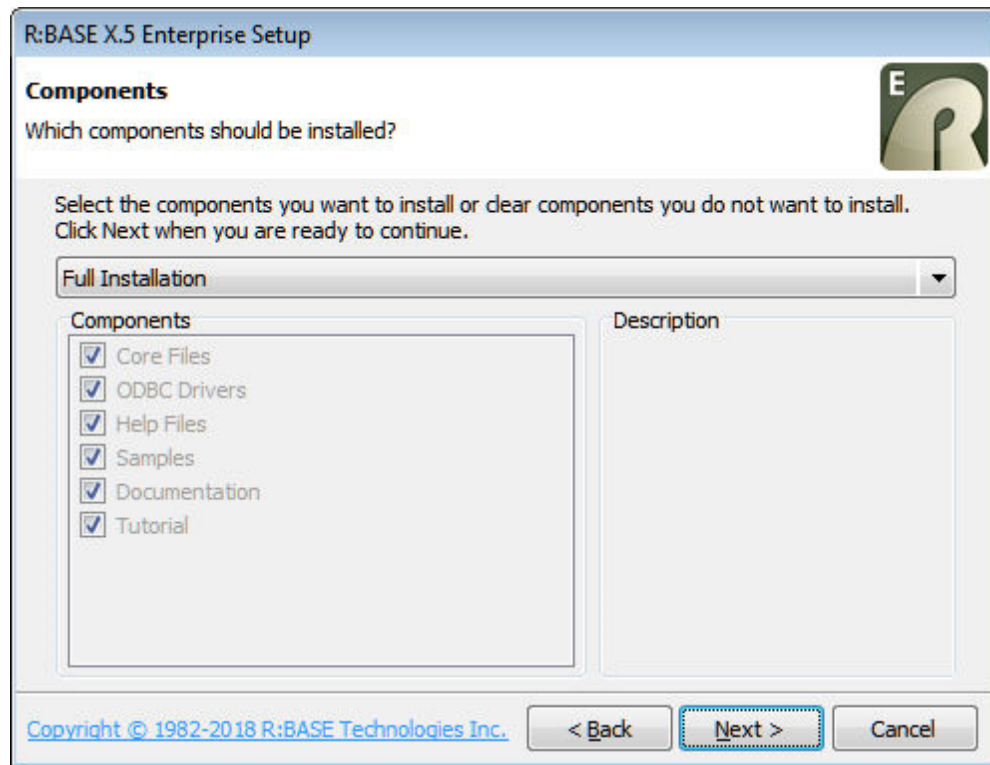 R:BASE X.5 Enterprise Setup
Components
Which components should be installed?
E R
Select the components you want to install or clear components you do not want to install.
Click Next when you are ready to continue.
Full Installation
Components
Core Files
ODBC Drivers
Help Files
Samples
Documentation
Tutorial
Description
Copyright © 1982-2018 R:BASE Technologies Inc.
< Back
Next >
Cancel